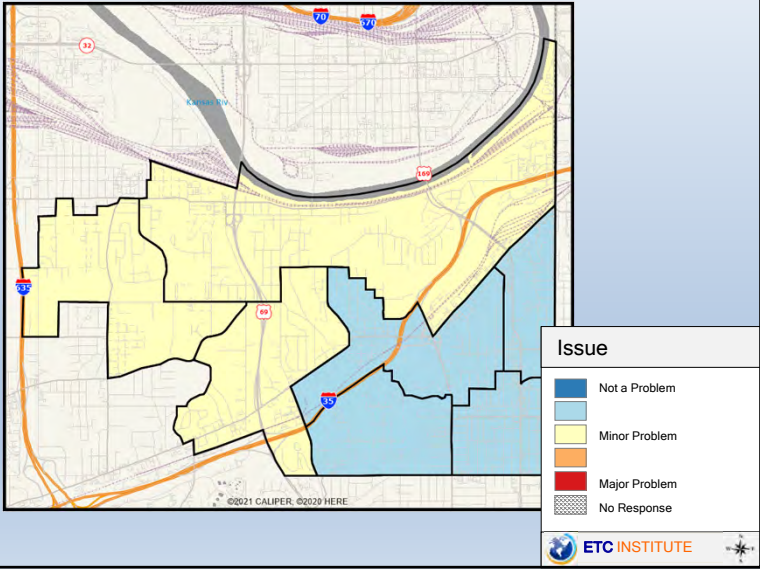 70
670
32
Kansas Riv
169
635
69
35
Issue
Not a Problem
Minor Problem
Major Problem
No Response
©2021 CALIPER, ©2020 HERE
ETC INSTITUTE